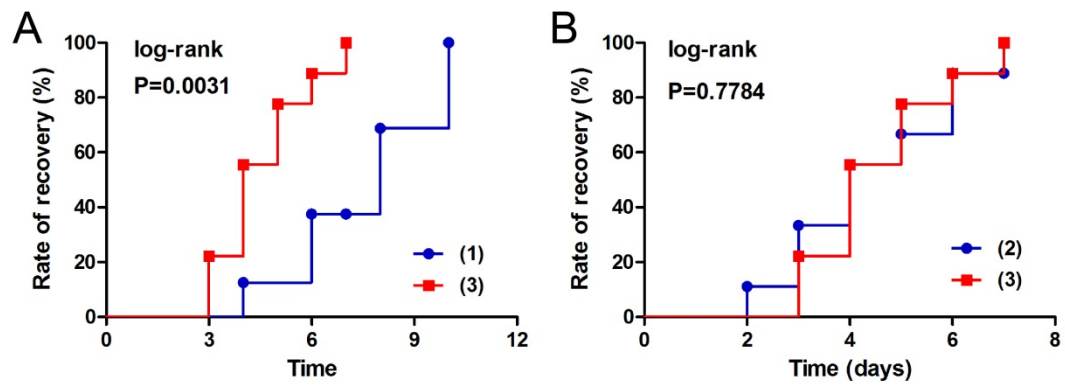 A
log-rank
P=0.0031
Rate of recovery (%)
100
80
60
40
20
0
0 3 6 9 12
Time
(1)
(3)
B
log-rank
P=0.7784
Rate of recovery (%)
100
80
60
40
20
0
0 2 4 6 8
Time (days)
(2)
(3)